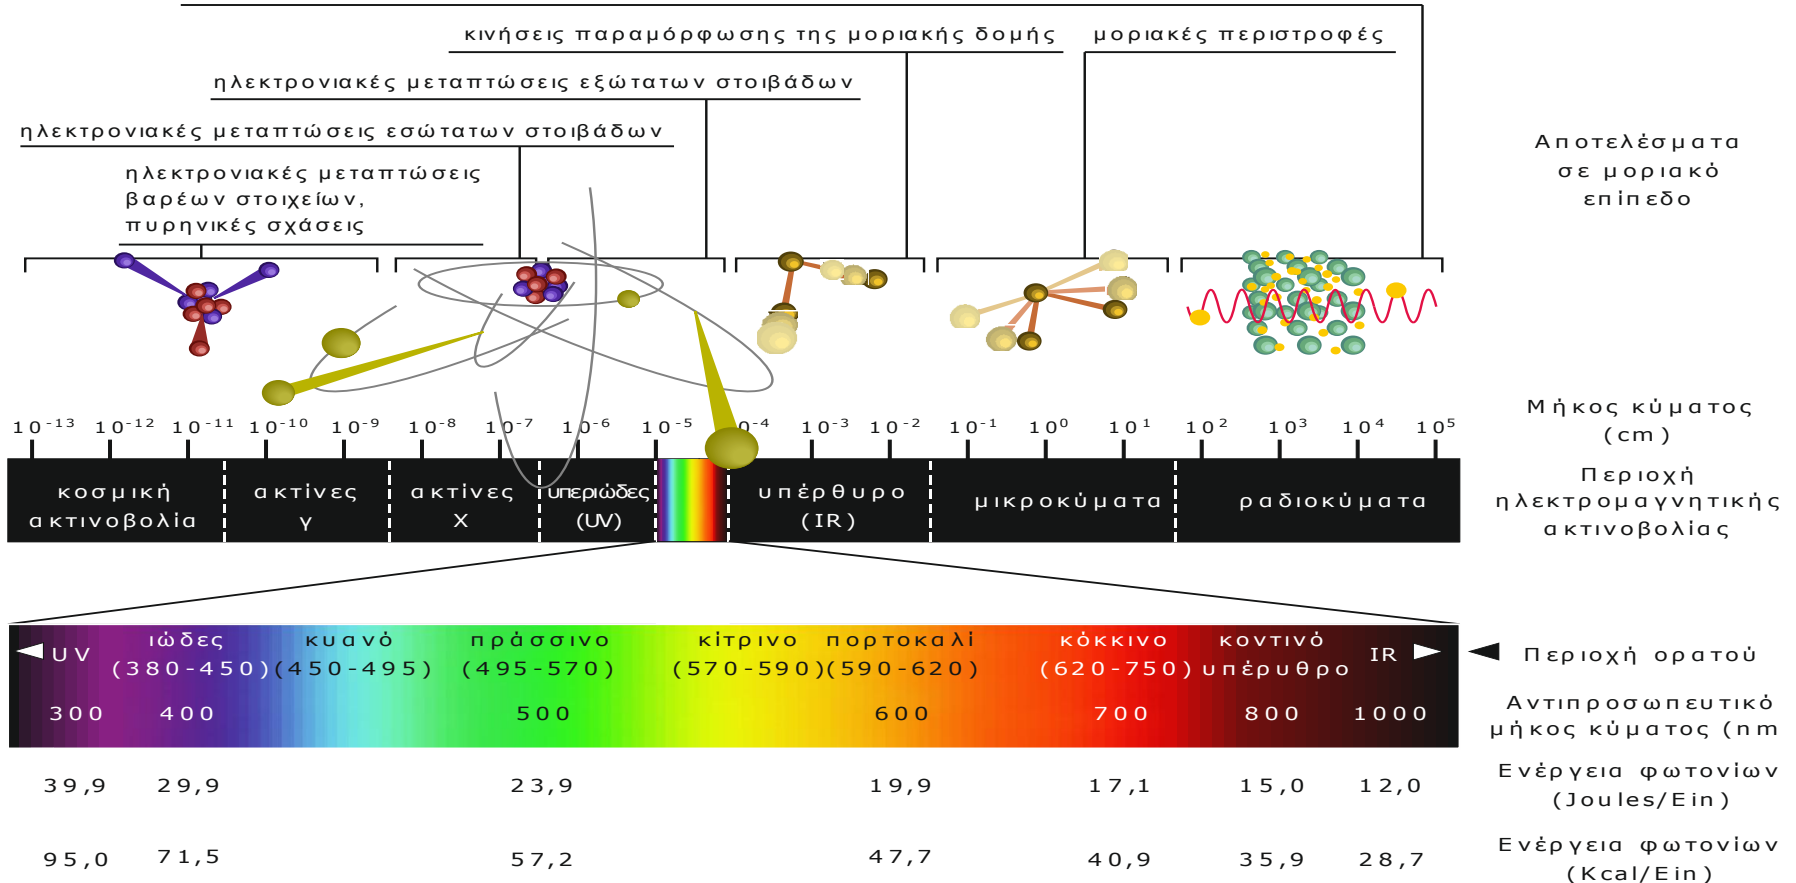 κινήσεις παραμόρφωσης της μοριακής δομής
μοριακές περιστροφές
ηλεκτρονιακές μεταπτώσεις εξώτατων στοιβάδων
ηλεκτρονιακές μεταπτώσεις εσώτατων στοιβάδων
ηλεκτρονιακές μεταπτώσεις
βαρέων στοιχείων,
πυρηνικές σχάσεις
Αποτελέσματα
σε μοριακό
επίπεδο
10⁻¹³ 10⁻¹² 10⁻¹¹ 10⁻¹⁰ 10⁻⁹ 10⁻⁸ 10⁻⁷ 10⁻⁶ 10⁻⁵ 0⁻⁴ 10⁻³ 10⁻² 10⁻¹ 10⁰ 10¹ 10² 10³ 10⁴ 10⁵
Μήκος κύματος
(cm)
κοσμική
ακτινοβολία
ακτίνες
γ
ακτίνες
Χ
υπεριώδες
(UV)
υπέρθυρο
(IR)
μικροκύματα
ραδιοκύματα
Περιοχή
ηλεκτρομαγνητικής
ακτινοβολίας
UV
ιώδες
(380-450)
κυανό
(450-495)
πράσσινο
(495-570)
κίτρινο
(570-590)
πορτοκαλί
(590-620)
κόκκινο
(620-750)
κοντινό
υπέρυθρο
IR
Περιοχή ορατού
300 400 500 600 700 800 1000
Αντιπροσωπευτικό
μήκος κύματος (nm
39,9 29,9 23,9 19,9 17,1 15,0 12,0
Ενέργεια φωτονίων
(Joules/Ein)
95,0 71,5 57,2 47,7 40,9 35,9 28,7
Ενέργεια φωτονίων
(Kcal/Ein)